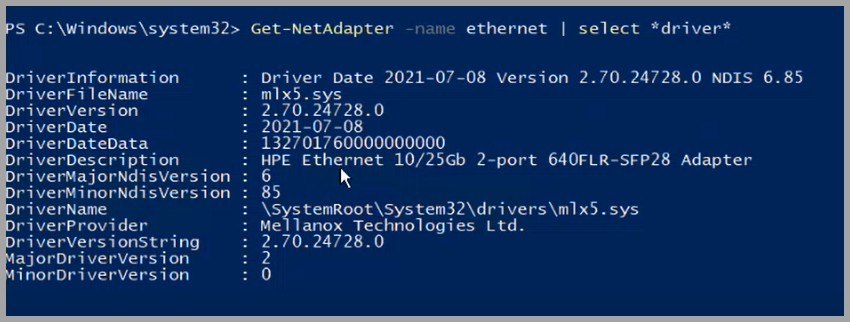 PS C:\Windows\system32> Get-NetAdapter -name ethernet | select *driver*
DriverInformation : Driver Date 2021-07-08 Version 2.70.24728.0 NDIS 6.85
DriverFileName : mlx5.sys
DriverVersion : 2.70.24728.0
DriverDate : 2021-07-08
DriverDateData : 132701760000000000
DriverDescription : HPE Ethernet 10/25Gb 2-port 640FLR-SFP28 Adapter
DriverMajorNdisVersion : 6
DriverMinorNdisVersion : 85
DriverName : \SystemRoot\System32\drivers\mlx5.sys
DriverProvider : Mellanox Technologies Ltd.
DriverVersionString : 2.70.24728.0
MajorDriverVersion : 2
MinorDriverVersion : 0